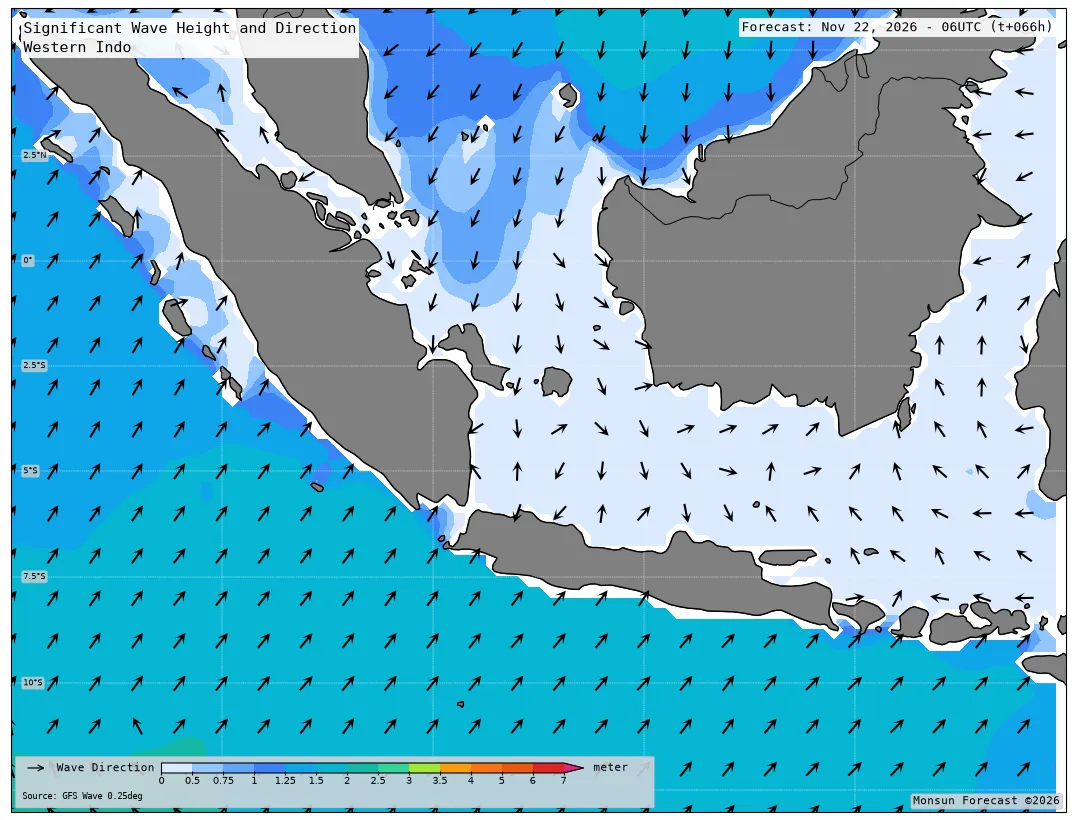 Significant Wave Height and Direction
Western Indo
Forecast: Nov 22, 2026 - 06UTC (t+066h)
2.5°N
0°
2.5°S
5°S
7.5°S
10°S
Wave Direction
meter
0 0.5 0.75 1 1.25 1.5 2 2.5 3 3.5 4 5 6 7
Source: GFS Wave 0.25deg
Monsun Forecast ©2026